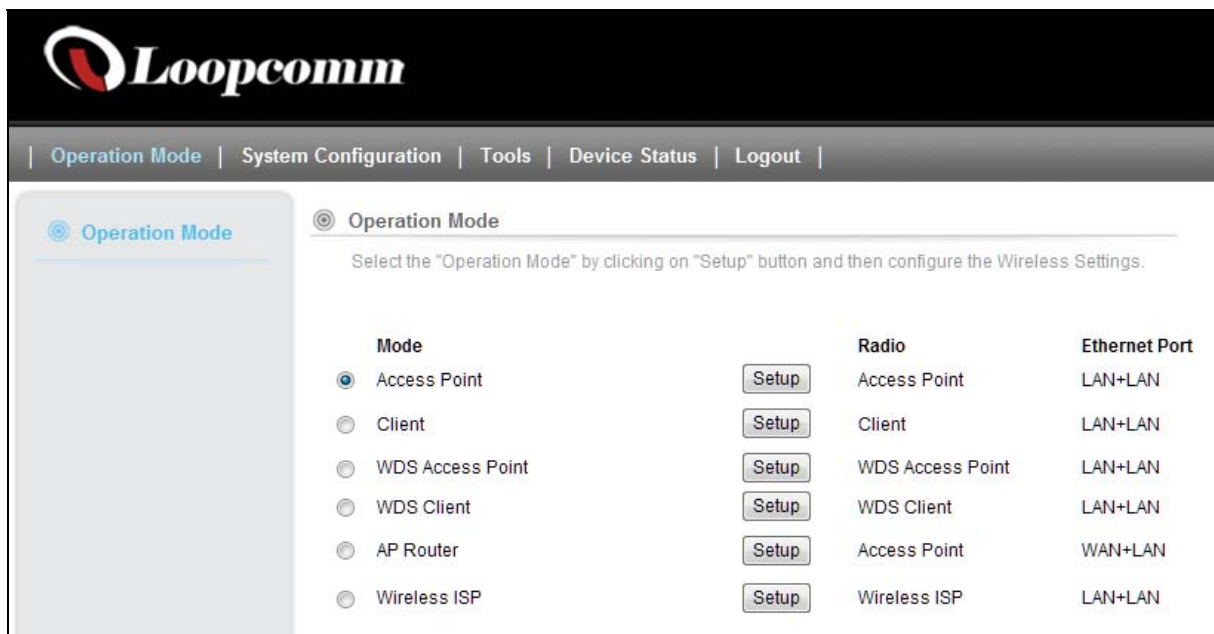 Loopcomm
| Operation Mode | System Configuration | Tools | Device Status | Logout |
Operation Mode
Operation Mode
Select the "Operation Mode" by clicking on "Setup" button and then configure the Wireless Settings.
Mode Radio Ethernet Port
Access Point Setup Access Point LAN+LAN
Client Setup Client LAN+LAN
WDS Access Point Setup WDS Access Point LAN+LAN
WDS Client Setup WDS Client LAN+LAN
AP Router Setup Access Point WAN+LAN
Wireless ISP Setup Wireless ISP LAN+LAN